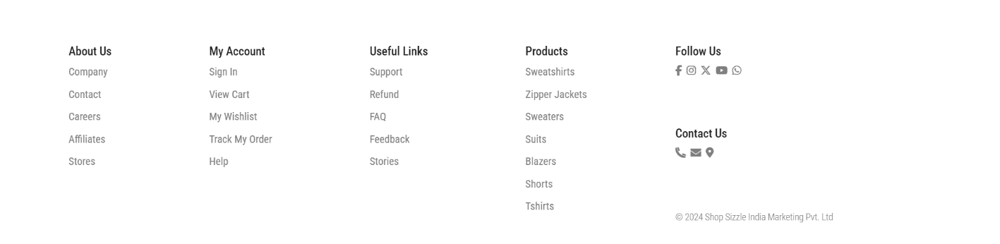 About Us
Company
Contact
Careers
Affiliates
Stores
My Account
Sign In
View Cart
My Wishlist
Track My Order
Help
Useful Links
Support
Refund
FAQ
Feedback
Stories
Products
Sweatshirts
Zipper Jackets
Sweaters
Suits
Blazers
Shorts
Tshirts
Follow Us
Contact Us
© 2024 Shop Sizzle India Marketing Pvt. Ltd